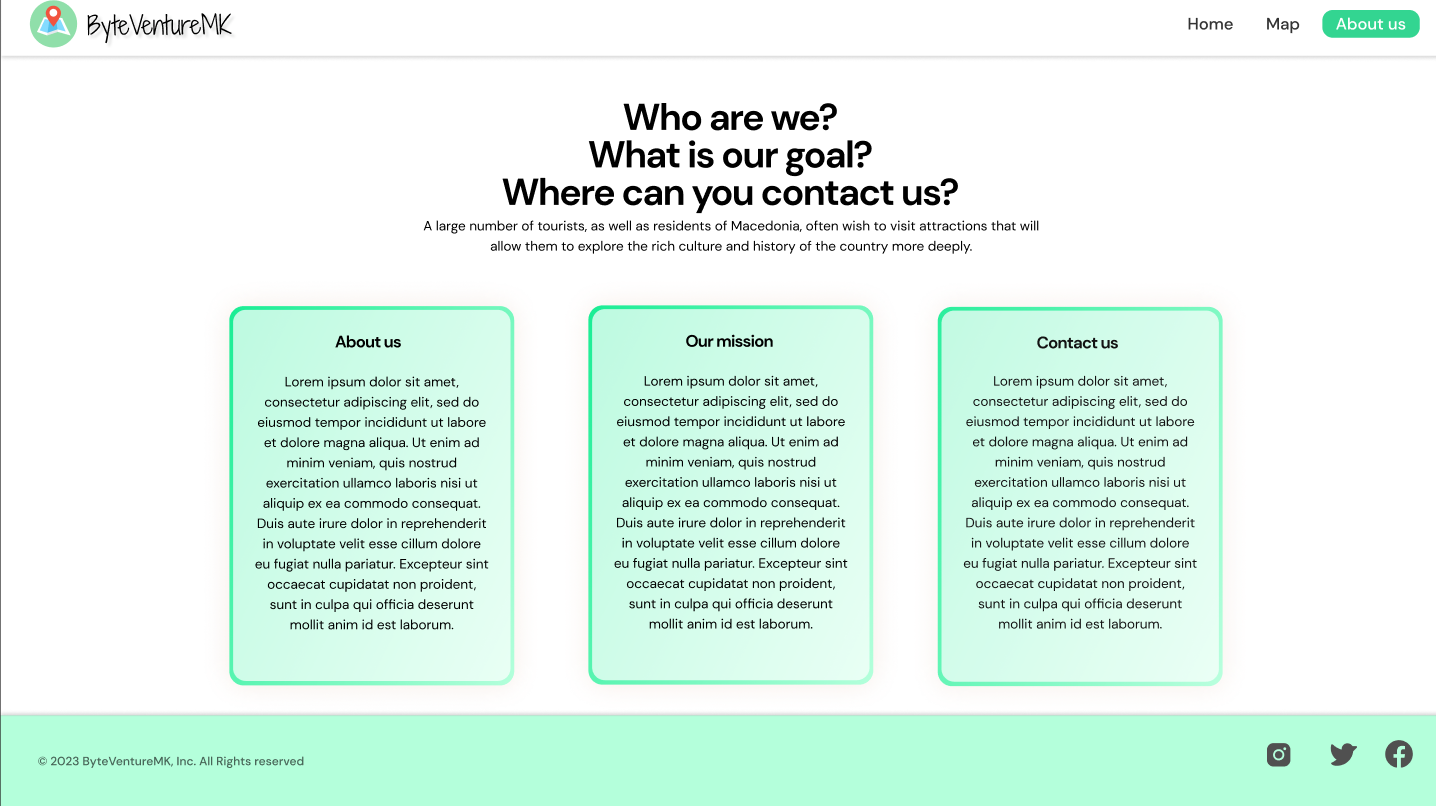 ByteVentureMK
Home
Map
About us
Who are we?
What is our goal?
Where can you contact us?
A large number of tourists, as well as residents of Macedonia, often wish to visit attractions that will
allow them to explore the rich culture and history of the country more deeply.
About us
Lorem ipsum dolor sit amet,
consectetur adipiscing elit, sed do
eiusmod tempor incididunt ut labore
et dolore magna aliqua. Ut enim ad
minim veniam, quis nostrud
exercitation ullamco laboris nisi ut
aliquip ex ea commodo consequat.
Duis aute irure dolor in reprehenderit
in voluptate velit esse cillum dolore
eu fugiat nulla pariatur. Excepteur sint
occaecat cupidatat non proident,
sunt in culpa qui officia deserunt
mollit anim id est laborum.
Our mission
Lorem ipsum dolor sit amet,
consectetur adipiscing elit, sed do
eiusmod tempor incididunt ut labore
et dolore magna aliqua. Ut enim ad
minim veniam, quis nostrud
exercitation ullamco laboris nisi ut
aliquip ex ea commodo consequat.
Duis aute irure dolor in reprehenderit
in voluptate velit esse cillum dolore
eu fugiat nulla pariatur. Excepteur sint
occaecat cupidatat non proident,
sunt in culpa qui officia deserunt
mollit anim id est laborum.
Contact us
Lorem ipsum dolor sit amet,
consectetur adipiscing elit, sed do
eiusmod tempor incididunt ut labore
et dolore magna aliqua. Ut enim ad
minim veniam, quis nostrud
exercitation ullamco laboris nisi ut
aliquip ex ea commodo consequat.
Duis aute irure dolor in reprehenderit
in voluptate velit esse cillum dolore
eu fugiat nulla pariatur. Excepteur sint
occaecat cupidatat non proident,
sunt in culpa qui officia deserunt
mollit anim id est laborum.
© 2023 ByteVentureMK, Inc. All Rights reserved